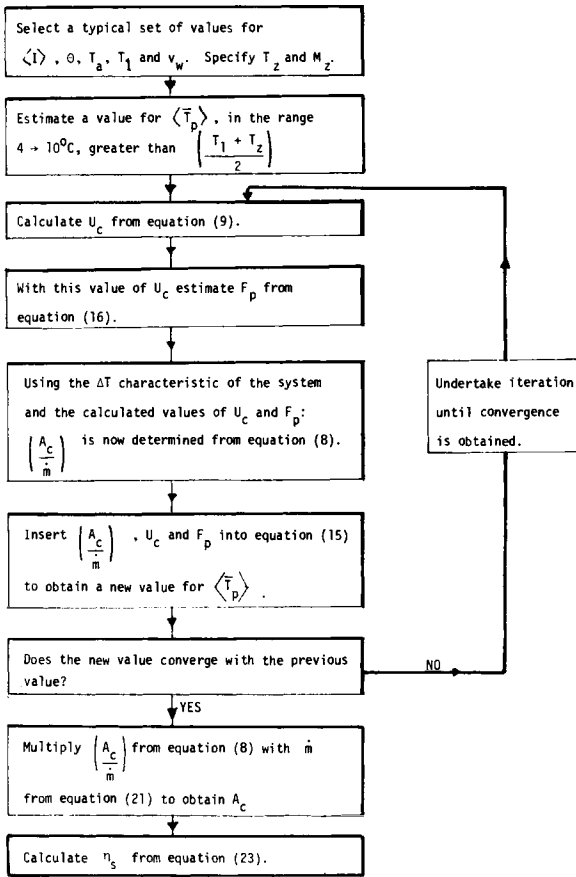 Select a typical set of values for
⟨I⟩ , Θ, T_a, T_1 and v_w. Specify T_z and M_z.
Estimate a value for ⟨T̅_p⟩, in the range
4 → 10°C, greater than (T_1 + T_z / 2)
Calculate U_c from equation (9).
With this value of U_c estimate F_p from
equation (16).
Using the ΔT characteristic of the system
and the calculated values of U_c and F_p:
(A_c / ṁ) is now determined from equation (8).
Undertake iteration
until convergence
is obtained.
Insert (A_c / ṁ) , U_c and F_p into equation (15)
to obtain a new value for ⟨T̅_p⟩ .
Does the new value converge with the previous
value?
NO
YES
Multiply (A_c / ṁ) from equation (8) with ṁ
from equation (21) to obtain A_c
Calculate η_s from equation (23).